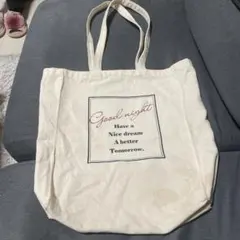 Good night
Have a
Nice dream
A better
Tomorrow.